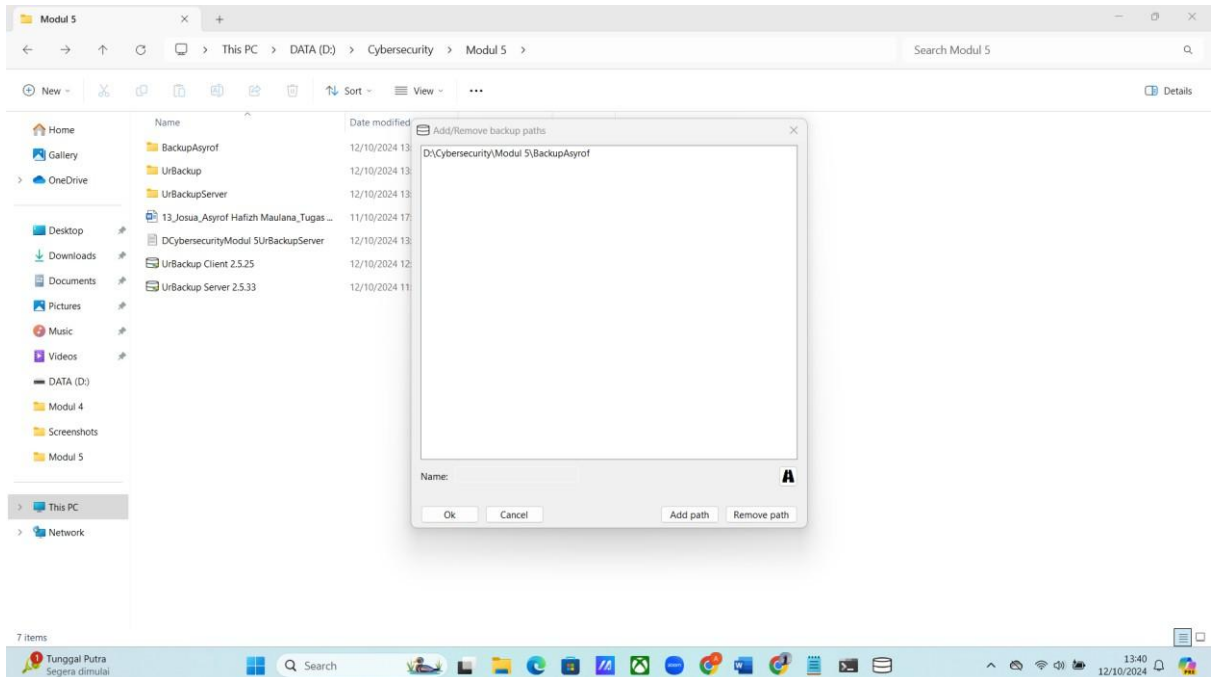 Modul 5
This PC > DATA (D:) > Cybersecurity > Modul 5 >
Search Modul 5
New
Sort
View
Details
Home
Gallery
OneDrive
Desktop
Downloads
Documents
Pictures
Music
Videos
DATA (D:)
Modul 4
Screenshots
Modul 5
This PC
Network
Name Date modified
BackupAsyrof 12/10/2024 13:
UrBackup 12/10/2024 13:
UrBackupServer 12/10/2024 13:
13_Josua_Asyrof Hafizh Maulana_Tugas ... 11/10/2024 17:
DCybersecurityModul 5UrBackupServer 12/10/2024 13:
UrBackup Client 2.5.25 12/10/2024 12:
UrBackup Server 2.5.33 12/10/2024 11:
Add/Remove backup paths
D:\Cybersecurity\Modul 5\BackupAsyrof
Name:
Ok Cancel Add path Remove path
7 items
1
Tunggal Putra
Segera dimulai
Search
zoom
13:40
12/10/2024
PRE